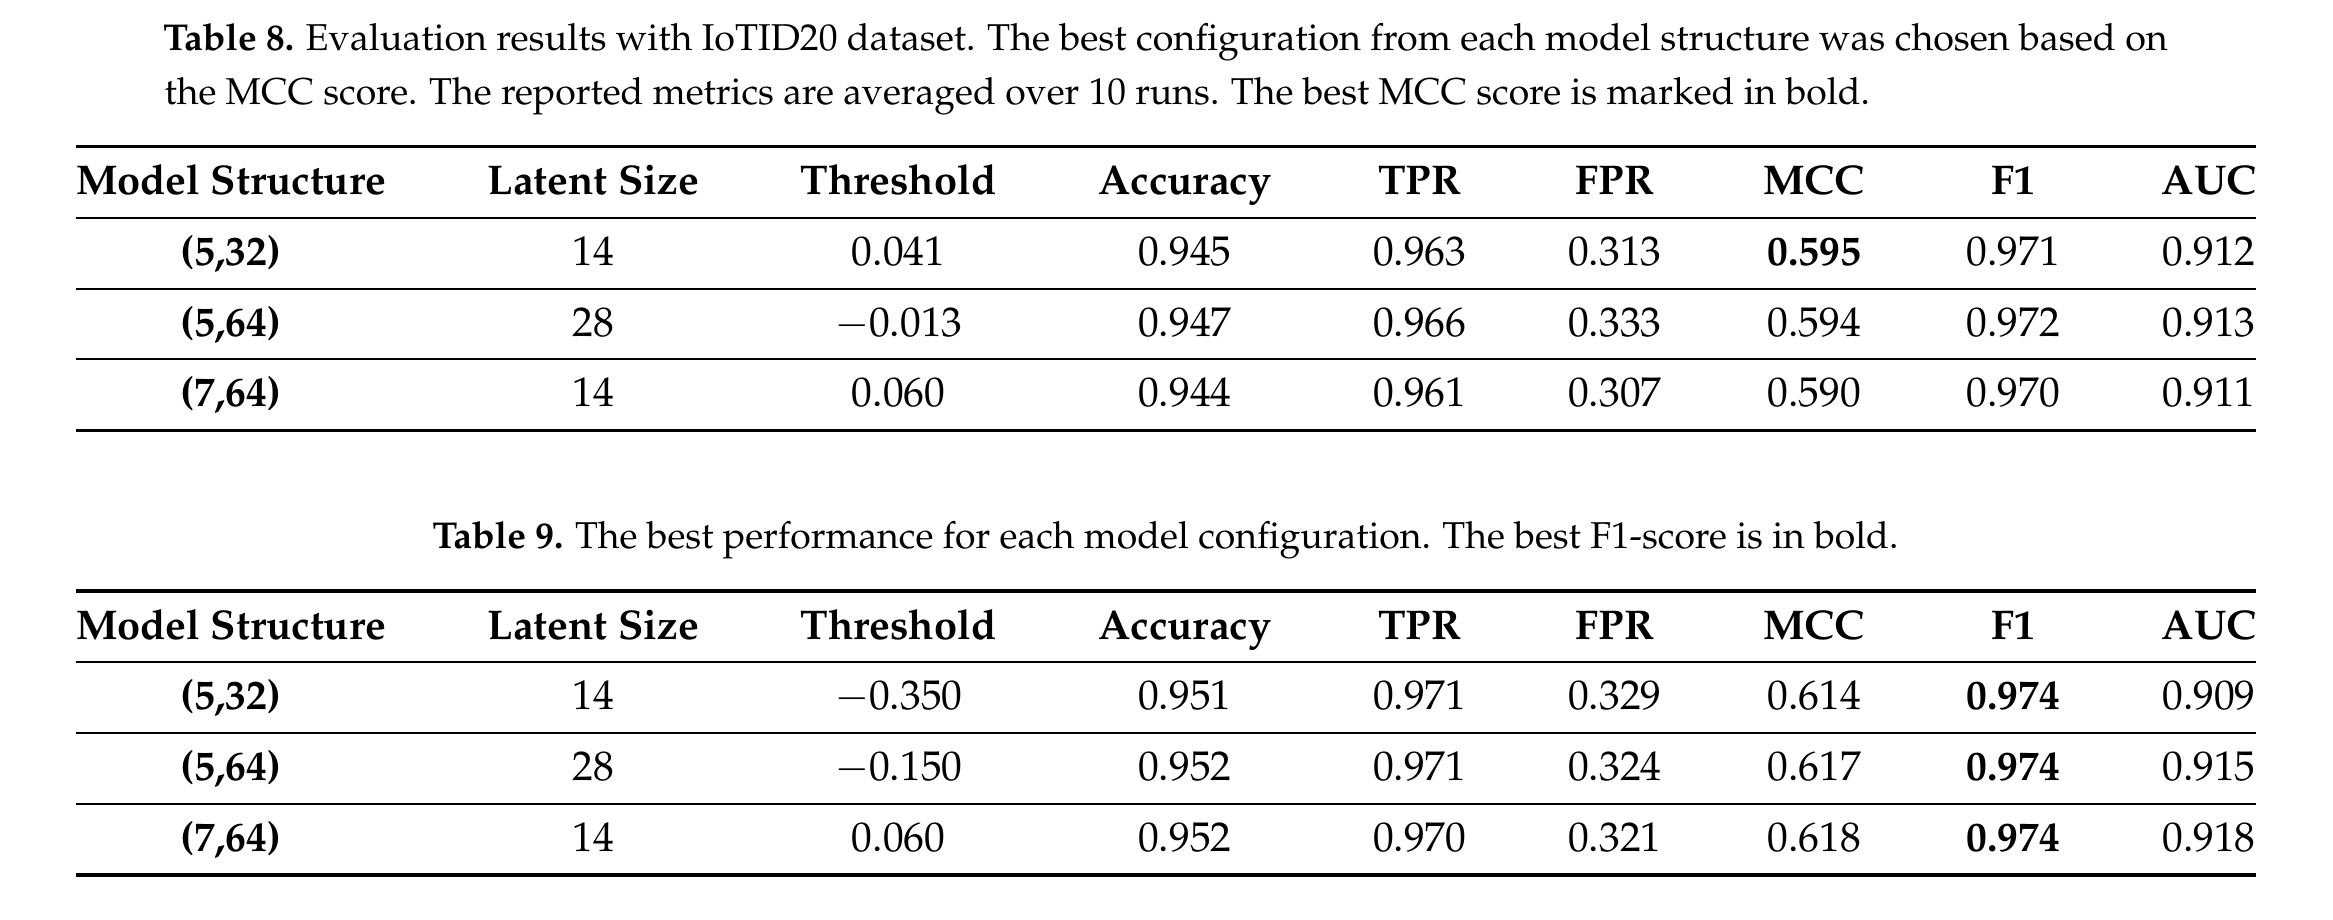 Table 8. Evaluation results with IoTID20 dataset. The best configuration from each model structure was chosen based on
the MCC score. The reported metrics are averaged over 10 runs. The best MCC score is marked in bold.
Model Structure Latent Size Threshold Accuracy TPR FPR MCC F1 AUC
(5,32) 14 0.041 0.945 0.963 0.313 0.595 0.971 0.912
(5,64) 28 −0.013 0.947 0.966 0.333 0.594 0.972 0.913
(7,64) 14 0.060 0.944 0.961 0.307 0.590 0.970 0.911
Table 9. The best performance for each model configuration. The best F1-score is in bold.
Model Structure Latent Size Threshold Accuracy TPR FPR MCC F1 AUC
(5,32) 14 −0.350 0.951 0.971 0.329 0.614 0.974 0.909
(5,64) 28 −0.150 0.952 0.971 0.324 0.617 0.974 0.915
(7,64) 14 0.060 0.952 0.970 0.321 0.618 0.974 0.918